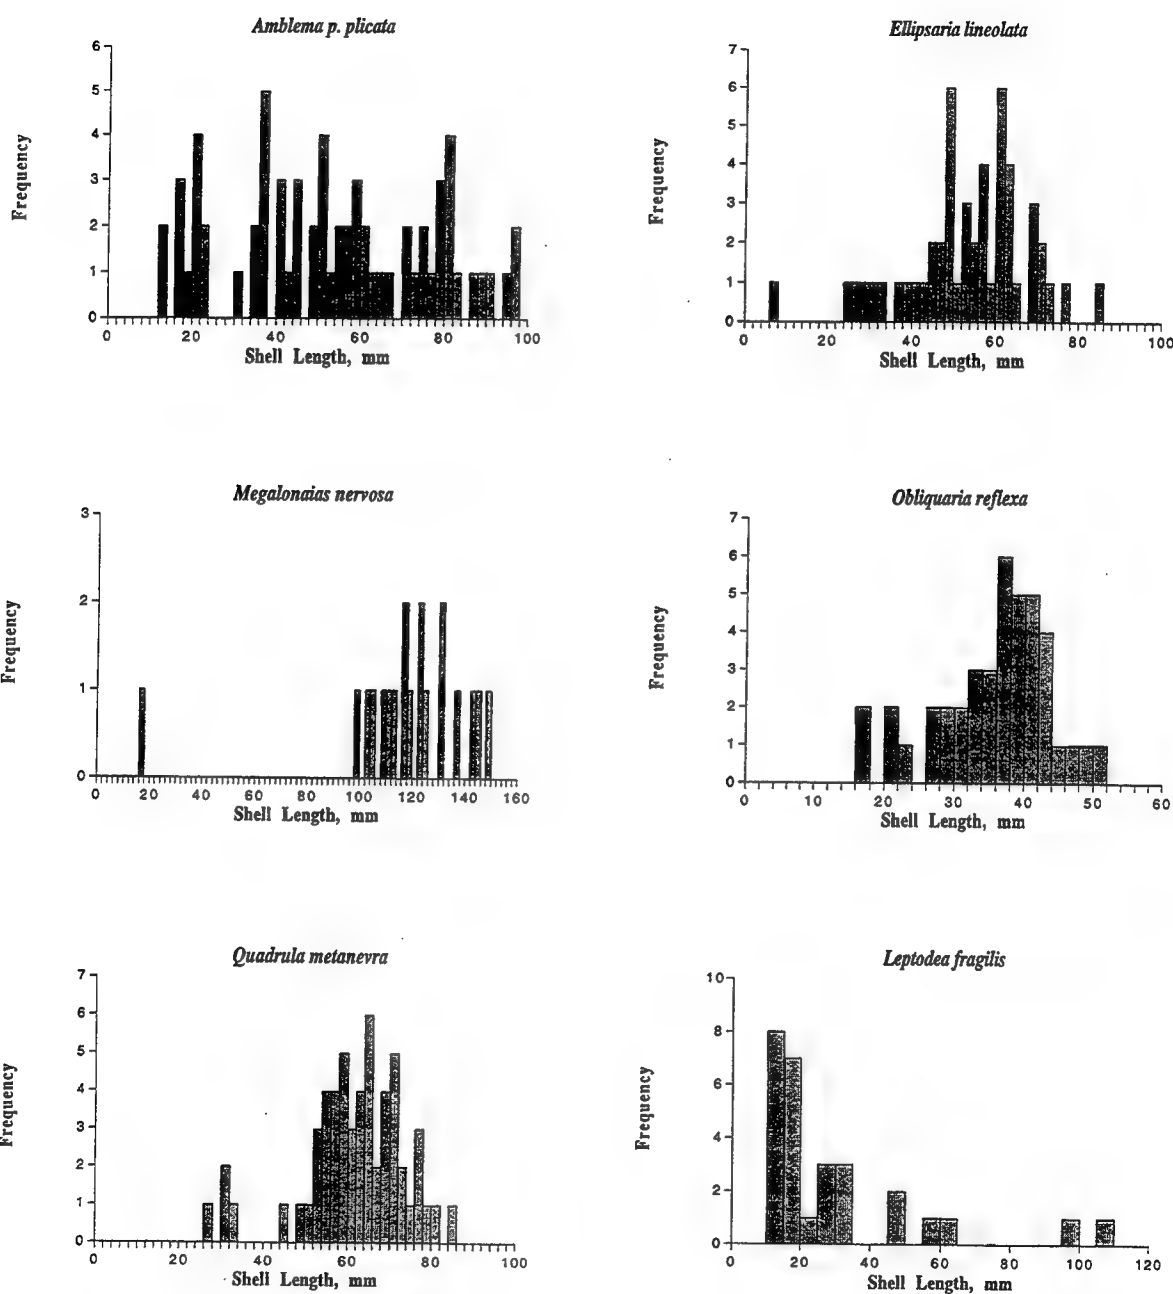 Amblema p. plicata
6
5
4
3
2
1
0
Frequency
0 20 40 60 80 100
Shell Length, mm
Ellipsaria lineolata
7
6
5
4
3
2
1
0
Frequency
0 20 40 60 80 100
Shell Length, mm
Megalonaias nervosa
3
2
1
0
Frequency
0 20 40 60 80 100 120 140 160
Shell Length, mm
Obliquaria reflexa
7
6
5
4
3
2
1
0
Frequency
0 10 20 30 40 50 60
Shell Length, mm
Quadrula metanevra
7
6
5
4
3
2
1
0
Frequency
0 20 40 60 80 100
Shell Length, mm
Leptodea fragilis
10
8
6
4
2
0
Frequency
0 20 40 60 80 100 120
Shell Length, mm